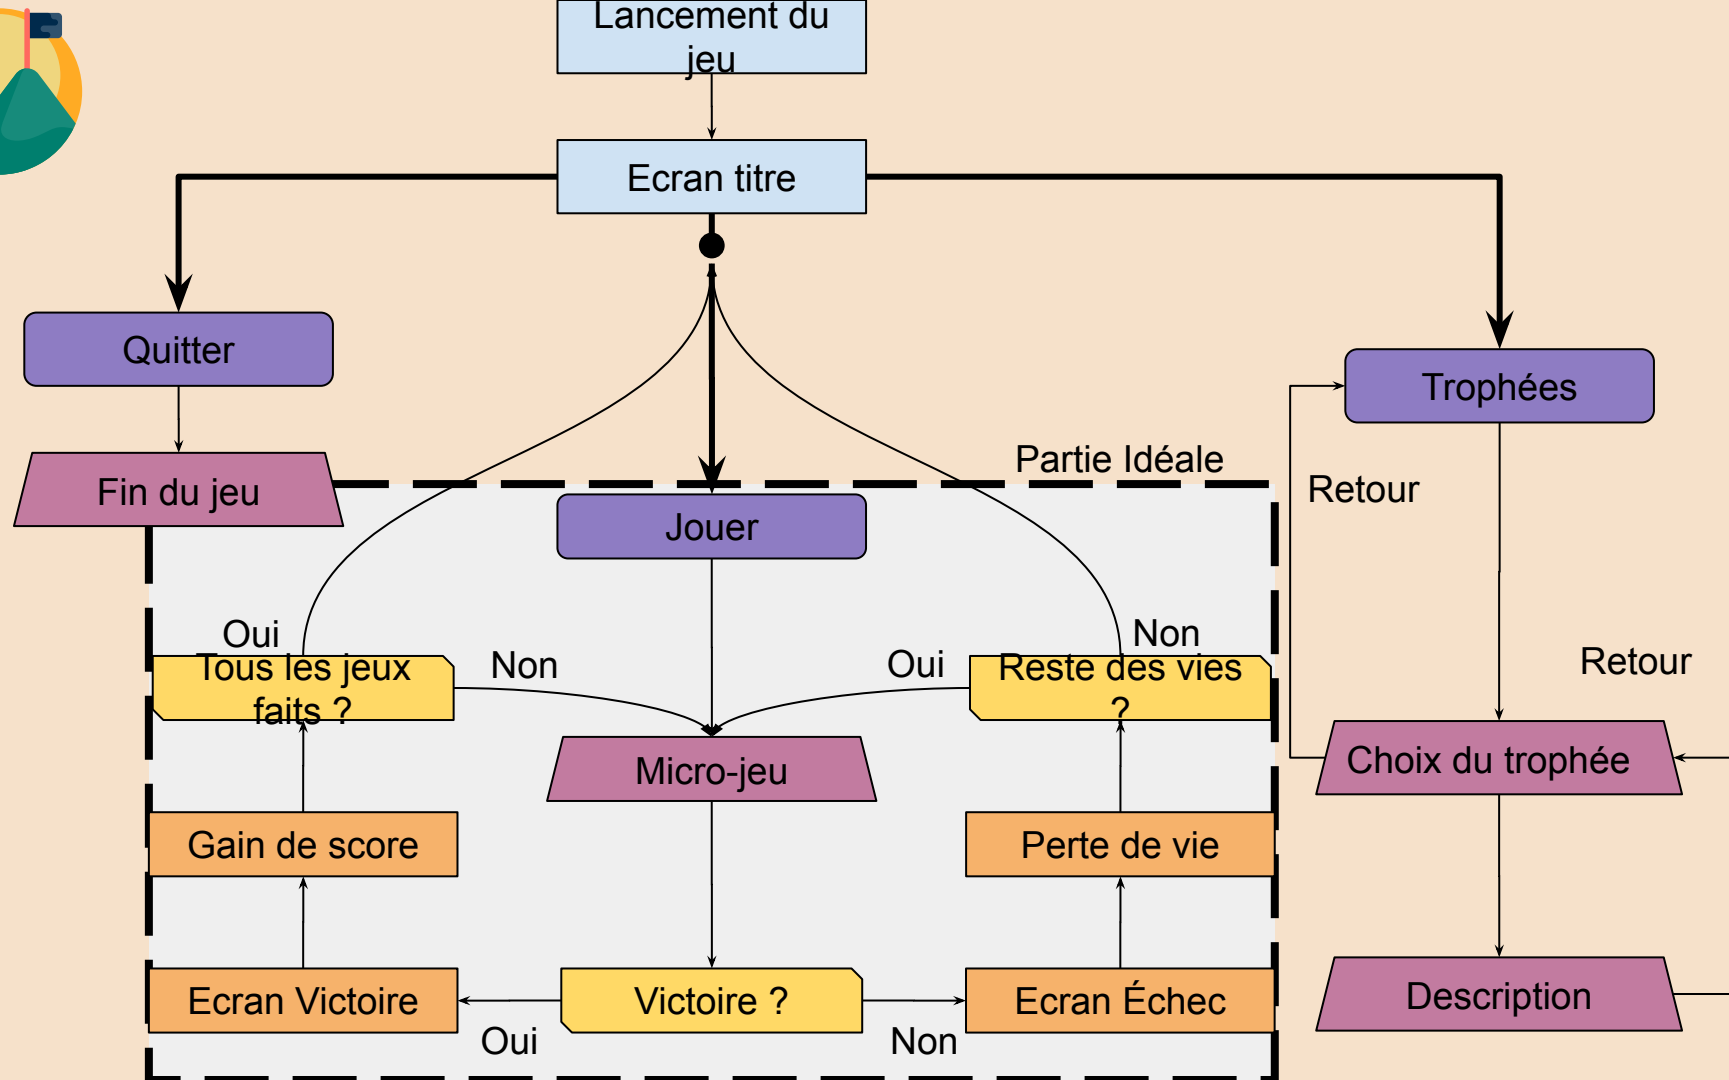 Lancement du
jeu
Ecran titre
Quitter
Trophées
Fin du jeu
Partie Idéale
Retour
Jouer
Oui
Tous les jeux
faits ?
Non
Oui
Non
Reste des vies
?
Retour
Micro-jeu
Choix du trophée
Gain de score
Perte de vie
Ecran Victoire
Victoire ?
Ecran Échec
Description
Oui
Non